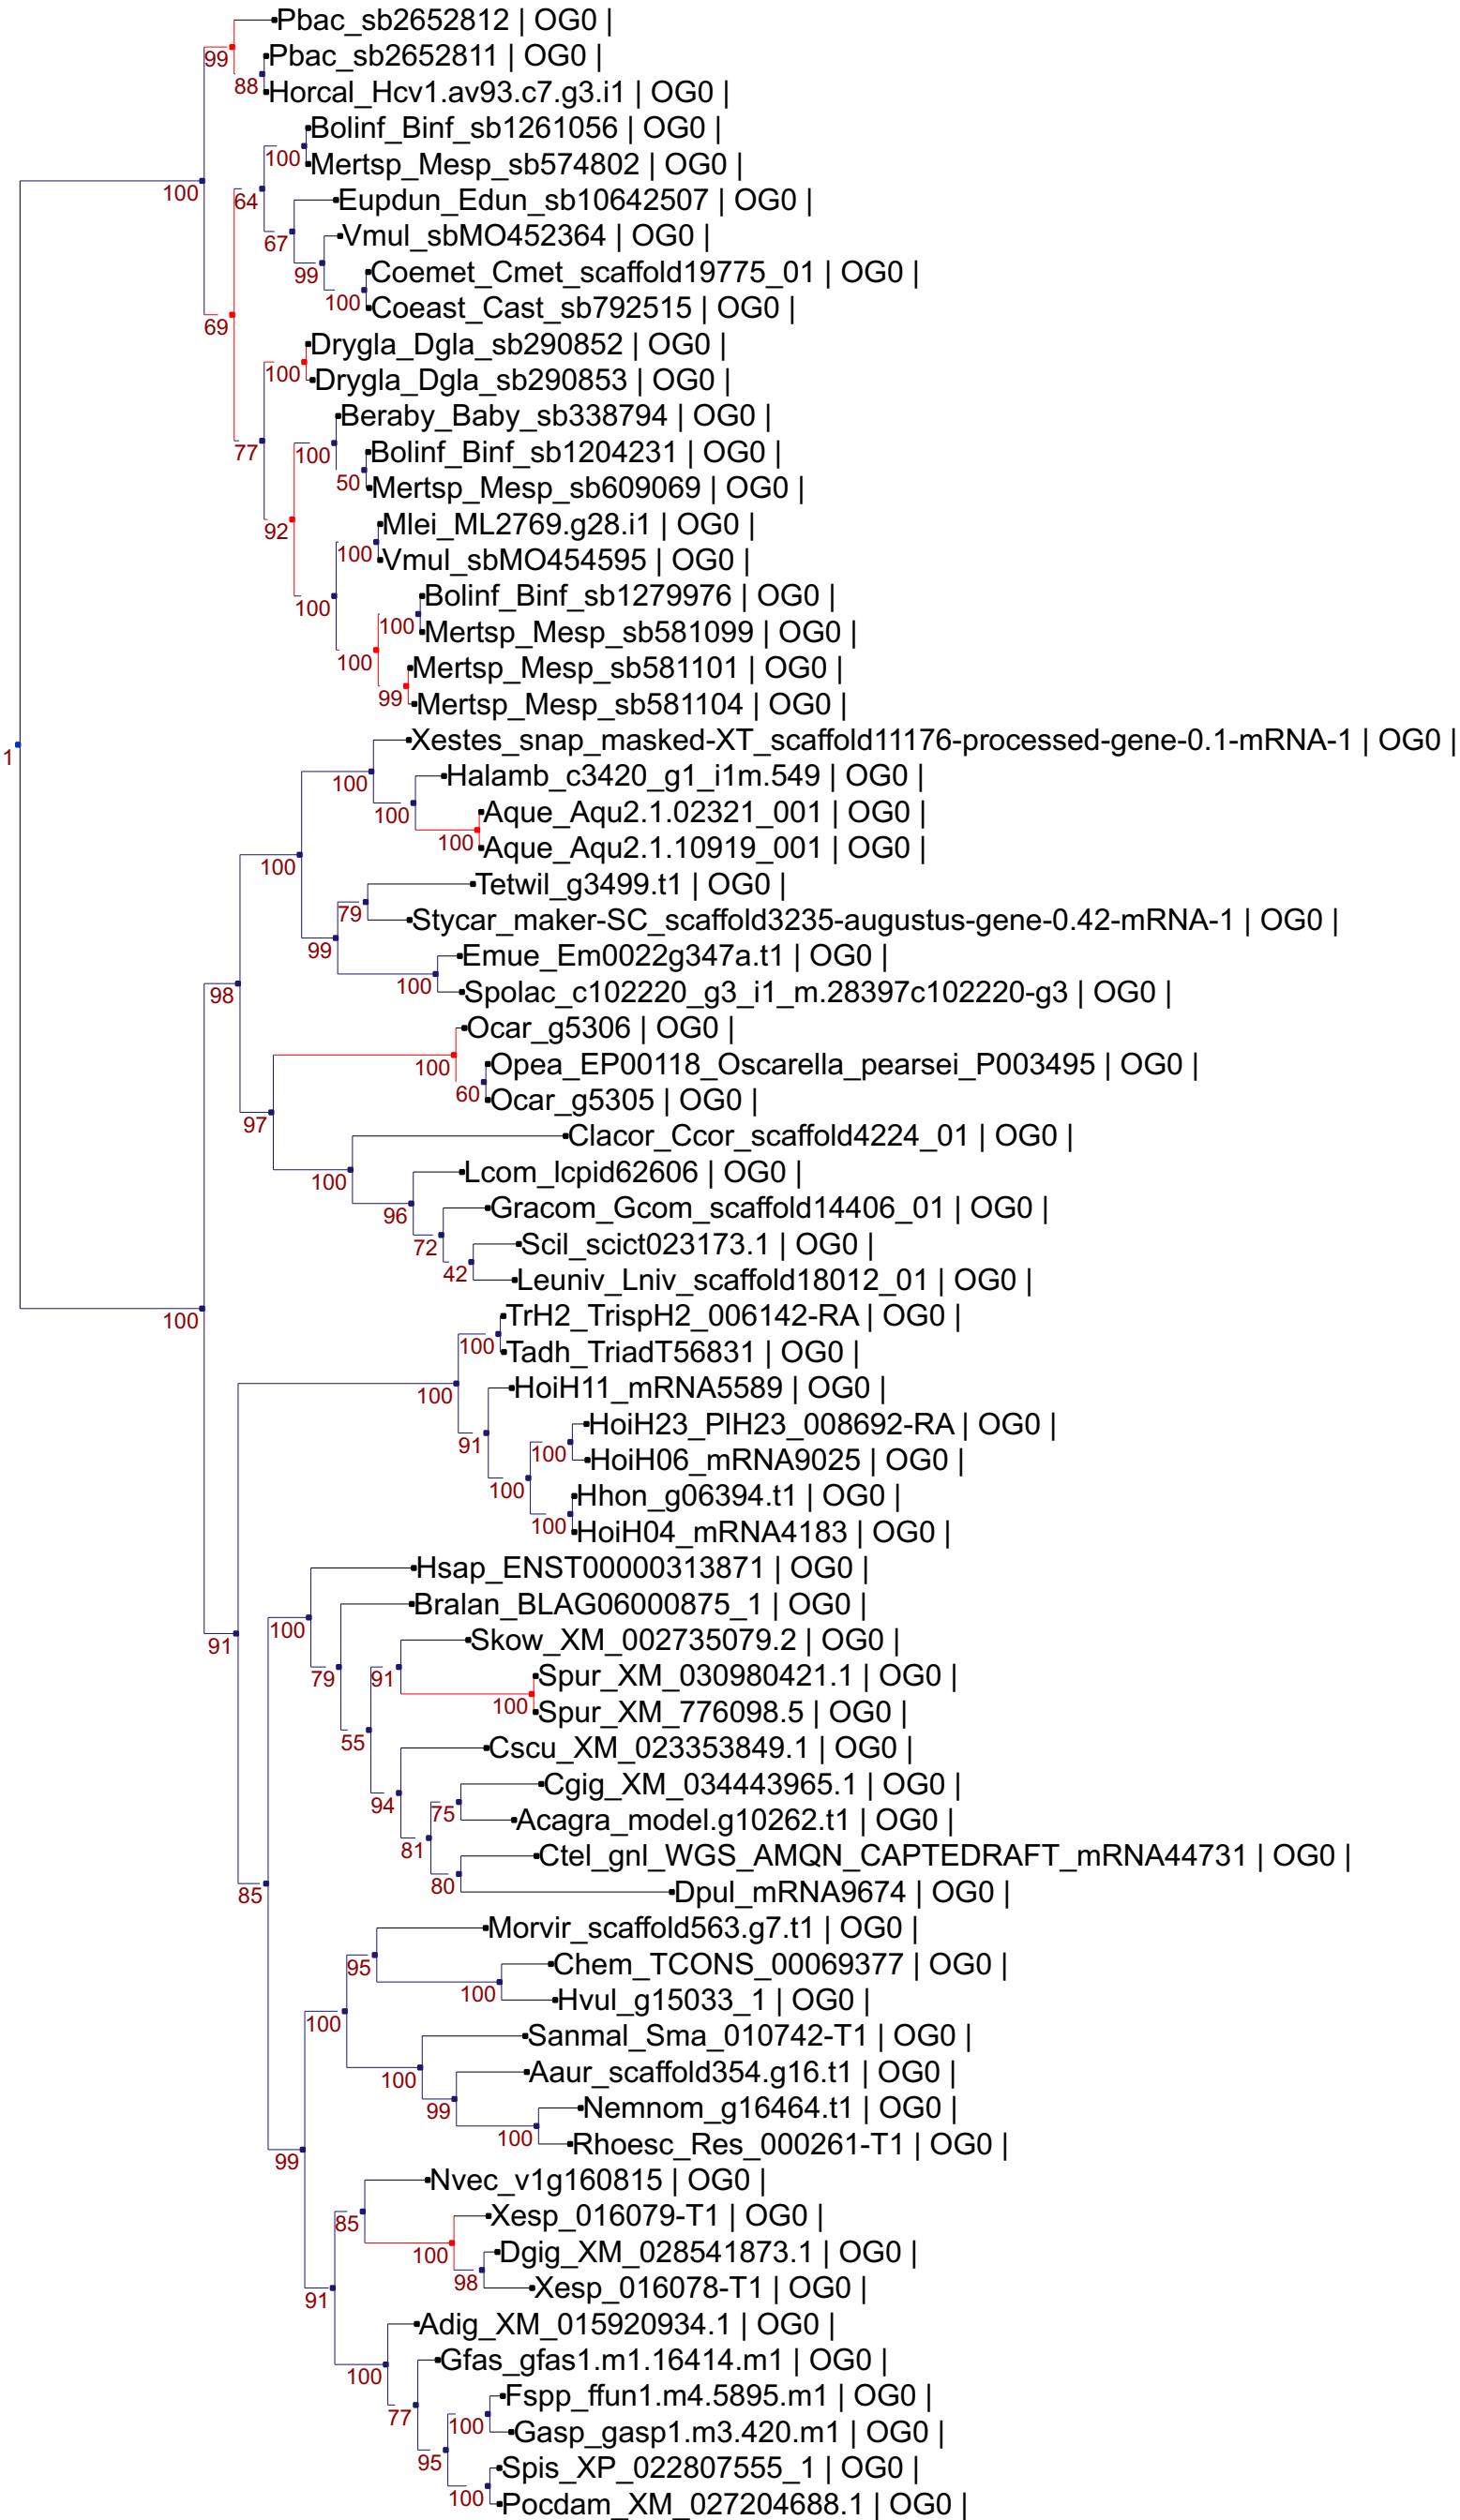 Pbac_sb2652812 | OG0 |
99
Pbac_sb2652811 | OG0 |
88
Horcal_Hcv1.av93.c7.g3.i1 | OG0 |
Bolinf_Binf_sb1261056 | OG0 |
100
Mertsp_Mesp_sb574802 | OG0 |
100
64
Eupdun_Edun_sb10642507 | OG0 |
67
Vmul_sbMO452364 | OG0 |
99
Coemet_Cmet_scaffold19775_01 | OG0 |
100
Coeast_Cast_sb792515 | OG0 |
69
Drygla_Dgla_sb290852 | OG0 |
100
Drygla_Dgla_sb290853 | OG0 |
Beraby_Baby_sb338794 | OG0 |
77
100
Bolinf_Binf_sb1204231 | OG0 |
50
Mertsp_Mesp_sb609069 | OG0 |
92
Mlei_ML2769.g28.i1 | OG0 |
100
Vmul_sbMO454595 | OG0 |
100
Bolinf_Binf_sb1279976 | OG0 |
100
Mertsp_Mesp_sb581099 | OG0 |
100
Mertsp_Mesp_sb581101 | OG0 |
99
Mertsp_Mesp_sb581104 | OG0 |
1
Xestes_snap_masked-XT_scaffold11176-processed-gene-0.1-mRNA-1 | OG0 |
100
Halamb_c3420_g1_i1m.549 | OG0 |
100
Aque_Aqu2.1.02321_001 | OG0 |
100
Aque_Aqu2.1.10919_001 | OG0 |
100
Tetwil_g3499.t1 | OG0 |
79
Stycar_maker-SC_scaffold3235-augustus-gene-0.42-mRNA-1 | OG0 |
99
Emue_Em0022g347a.t1 | OG0 |
100
Spolac_c102220_g3_i1_m.28397c102220-g3 | OG0 |
98
Ocar_g5306 | OG0 |
100
Opea_EP00118_Oscarella_pearsei_P003495 | OG0 |
60
Ocar_g5305 | OG0 |
97
Clacor_Ccor_scaffold4224_01 | OG0 |
100
Lcom_lcpid62606 | OG0 |
96
Gracom_Gcom_scaffold14406_01 | OG0 |
72
Scil_scict023173.1 | OG0 |
42
Leuniv_Lniv_scaffold18012_01 | OG0 |
100
TrH2_TrispH2_006142-RA | OG0 |
100
Tadh_TriadT56831 | OG0 |
100
HoiH11_mRNA5589 | OG0 |
91
HoiH23_PlH23_008692-RA | OG0 |
100
HoiH06_mRNA9025 | OG0 |
100
Hhon_g06394.t1 | OG0 |
100
HoiH04_mRNA4183 | OG0 |
Hsap_ENST00000313871 | OG0 |
91
100
Bralan_BLAG06000875_1 | OG0 |
79
Skow_XM_002735079.2 | OG0 |
91
Spur_XM_030980421.1 | OG0 |
100
Spur_XM_776098.5 | OG0 |
55
Cscu_XM_023353849.1 | OG0 |
94
Cgig_XM_034443965.1 | OG0 |
75
Acagra_model.g10262.t1 | OG0 |
81
Ctel_gnl_WGS_AMQN_CAPTEDRAFT_mRNA44731 | OG0 |
80
Dpul_mRNA9674 | OG0 |
85
Morvir_scaffold563.g7.t1 | OG0 |
95
Chem_TCONS_00069377 | OG0 |
100
Hvul_g15033_1 | OG0 |
100
Sanmal_Sma_010742-T1 | OG0 |
100
Aaur_scaffold354.g16.t1 | OG0 |
99
Nemnom_g16464.t1 | OG0 |
100
Rhoesc_Res_000261-T1 | OG0 |
99
Nvec_v1g160815 | OG0 |
85
Xesp_016079-T1 | OG0 |
100
Dgig_XM_028541873.1 | OG0 |
98
Xesp_016078-T1 | OG0 |
91
Adig_XM_015920934.1 | OG0 |
100
Gfas_gfas1.m1.16414.m1 | OG0 |
77
Fspp_ffun1.m4.5895.m1 | OG0 |
100
Gasp_gasp1.m3.420.m1 | OG0 |
95
Spis_XP_022807555_1 | OG0 |
100
Pocdam_XM_027204688.1 | OG0 |